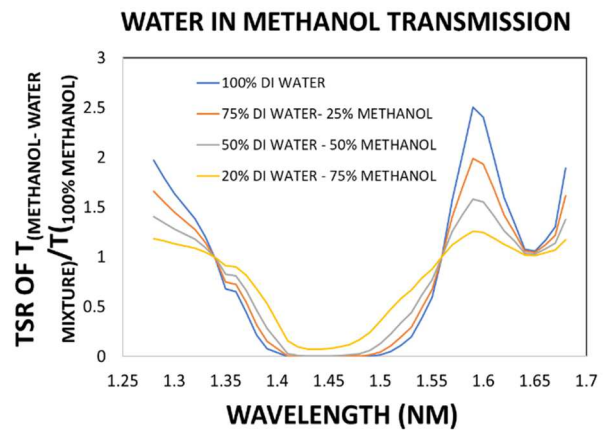 WATER IN METHANOL TRANSMISSION
TSR OF T(METHANOL- WATER
MIXTURE)/T(100% METHANOL)
3
2.5
2
1.5
1
0.5
0
100% DI WATER
75% DI WATER- 25% METHANOL
50% DI WATER - 50% METHANOL
20% DI WATER - 75% METHANOL
1.25 1.3 1.35 1.4 1.45 1.5 1.55 1.6 1.65 1.7
WAVELENGTH (NM)